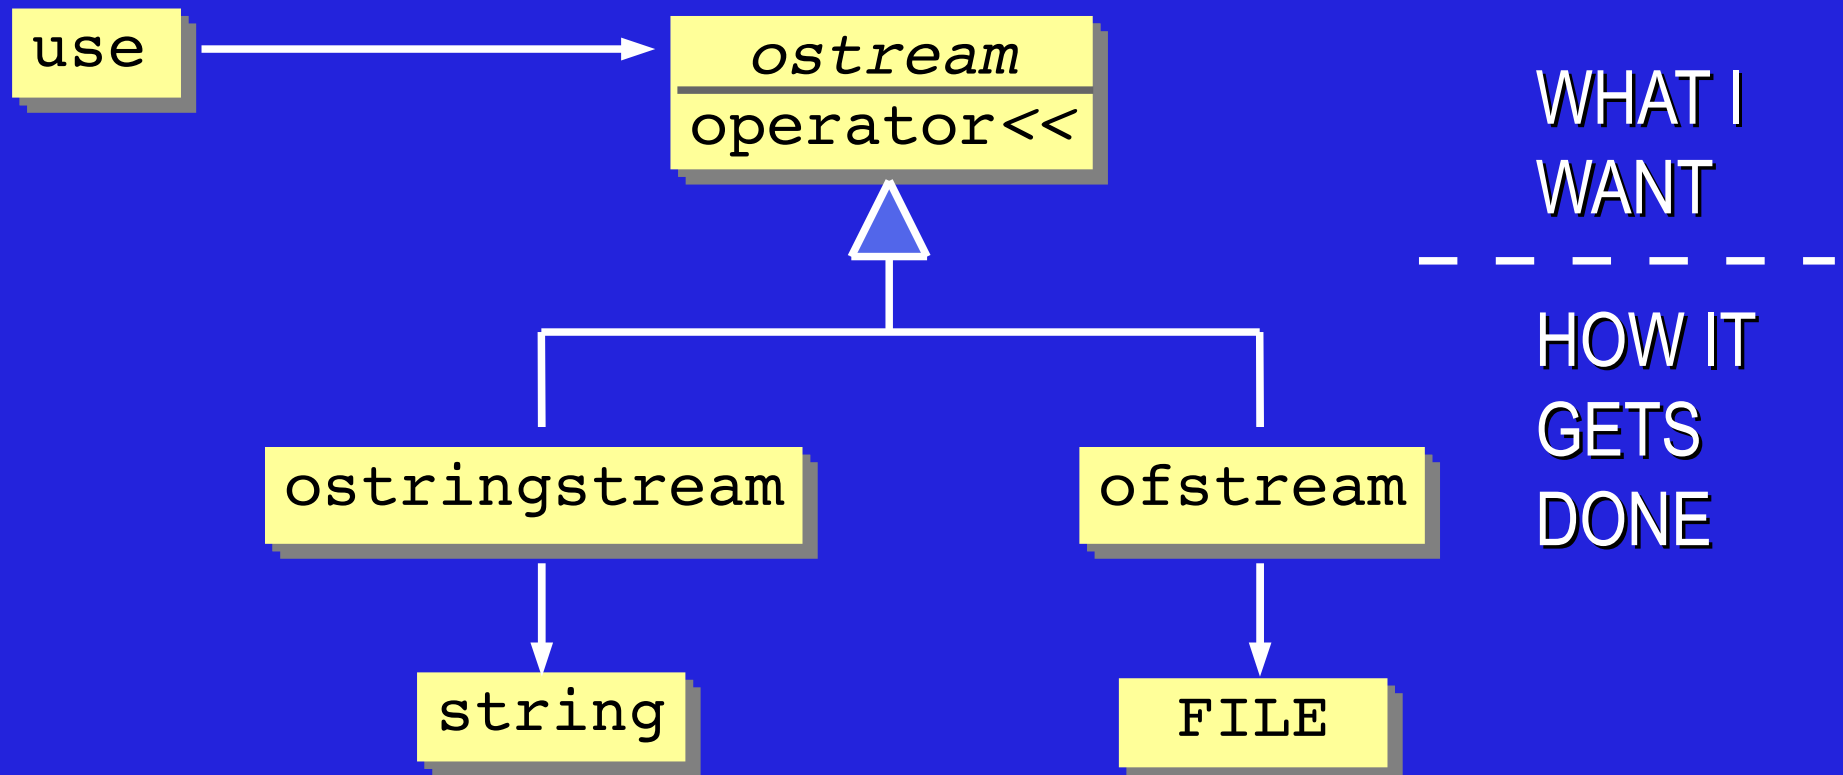 use
ostream
operator<<
WHAT I
WANT
HOW IT
GETS
DONE
ostringstream
ofstream
string
FILE